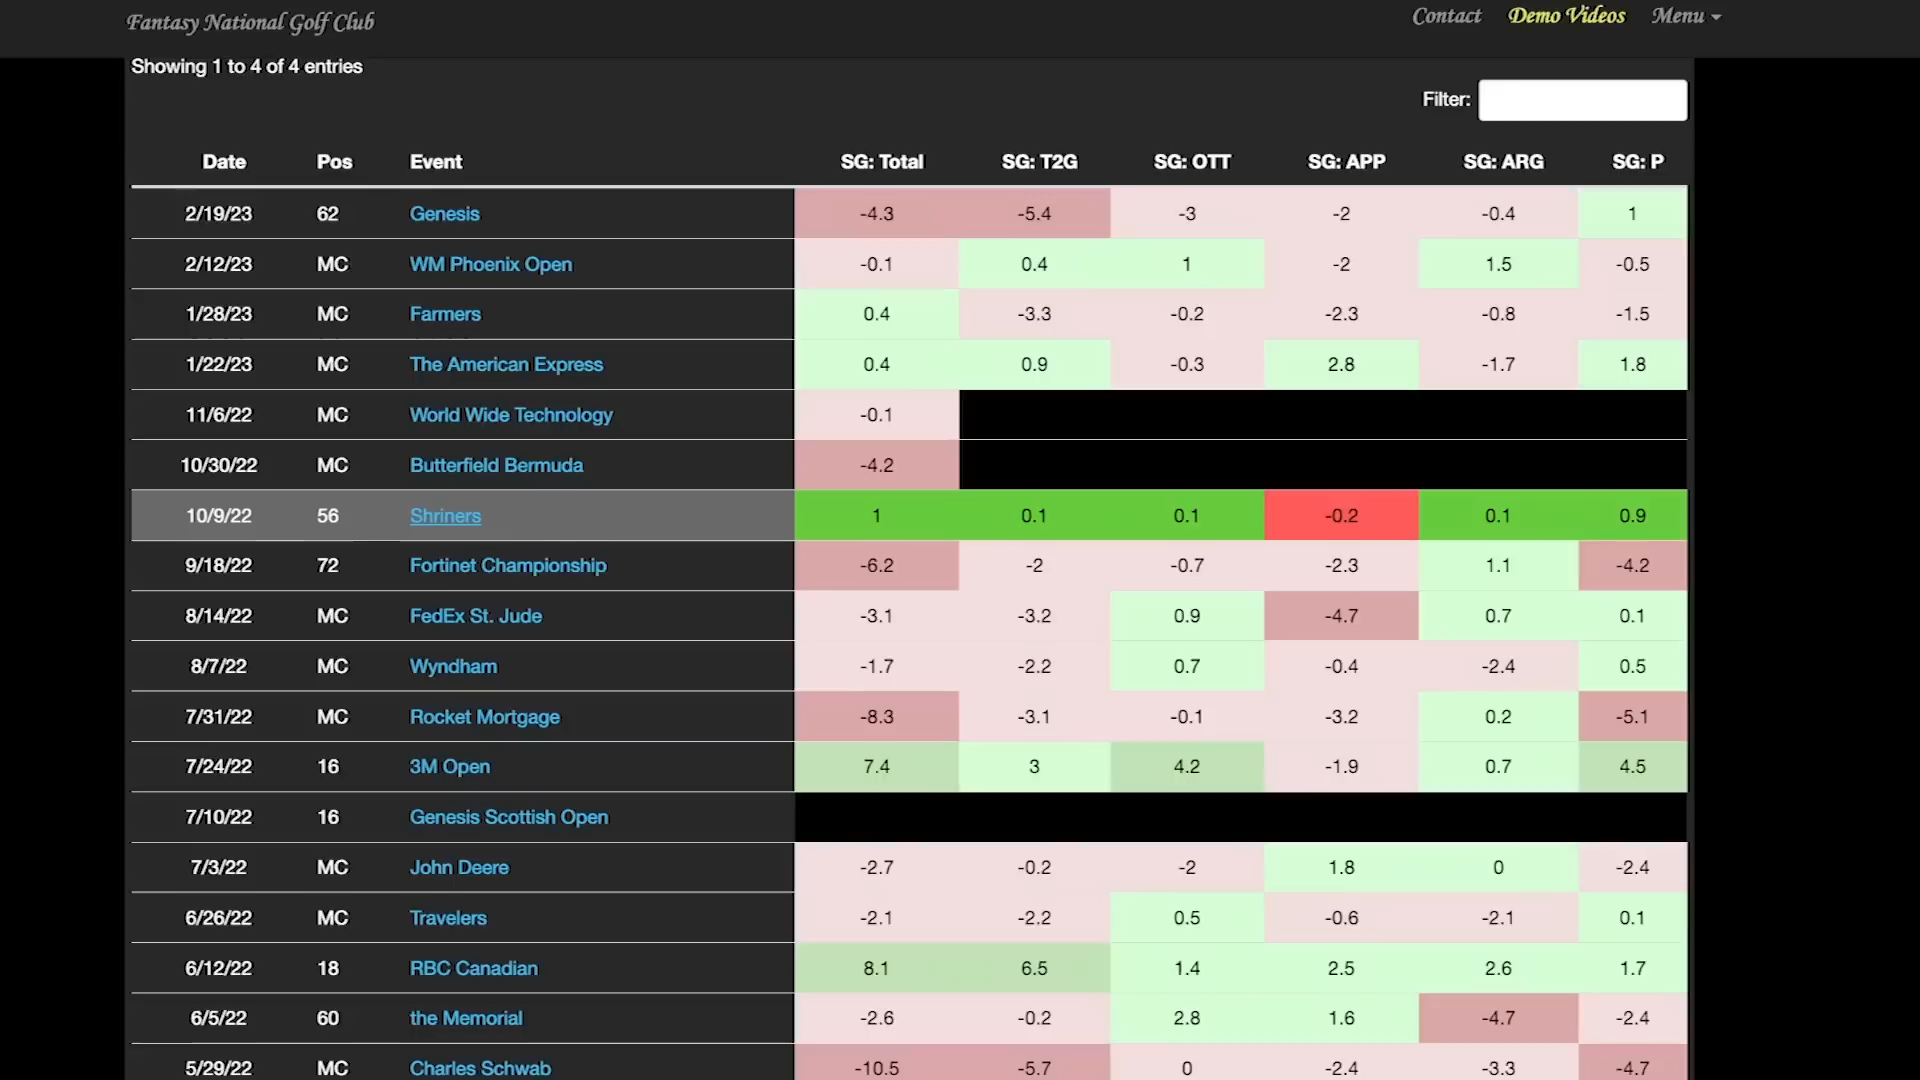 Fantasy National Golf Club
Contact Demo Videos Menu
Showing 1 to 4 of 4 entries
Filter:
Date Pos Event SG: Total SG: T2G SG: OTT SG: APP SG: ARG SG: P
2/19/23 62 Genesis -4.3 -5.4 -3 -2 -0.4 1
2/12/23 MC WM Phoenix Open -0.1 0.4 1 -2 1.5 -0.5
1/28/23 MC Farmers 0.4 -3.3 -0.2 -2.3 -0.8 -1.5
1/22/23 MC The American Express 0.4 0.9 -0.3 2.8 -1.7 1.8
11/6/22 MC World Wide Technology -0.1
10/30/22 MC Butterfield Bermuda -4.2
10/9/22 56 Shriners 1 0.1 0.1 -0.2 0.1 0.9
9/18/22 72 Fortinet Championship -6.2 -2 -0.7 -2.3 1.1 -4.2
8/14/22 MC FedEx St. Jude -3.1 -3.2 0.9 -4.7 0.7 0.1
8/7/22 MC Wyndham -1.7 -2.2 0.7 -0.4 -2.4 0.5
7/31/22 MC Rocket Mortgage -8.3 -3.1 -0.1 -3.2 0.2 -5.1
7/24/22 16 3M Open 7.4 3 4.2 -1.9 0.7 4.5
7/10/22 16 Genesis Scottish Open
7/3/22 MC John Deere -2.7 -0.2 -2 1.8 0 -2.4
6/26/22 MC Travelers -2.1 -2.2 0.5 -0.6 -2.1 0.1
6/12/22 18 RBC Canadian 8.1 6.5 1.4 2.5 2.6 1.7
6/5/22 60 the Memorial -2.6 -0.2 2.8 1.6 -4.7 -2.4
5/29/22 MC Charles Schwab -10.5 -5.7 0 -2.4 -3.3 -4.7